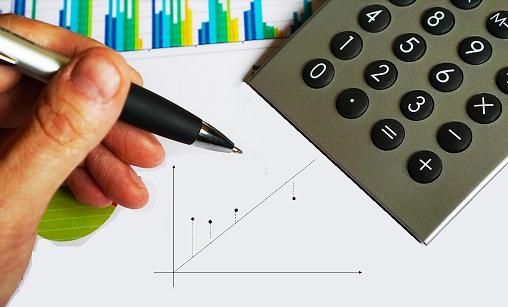 8 9
4 5 6 ×
1 2 3 −
0 . = +